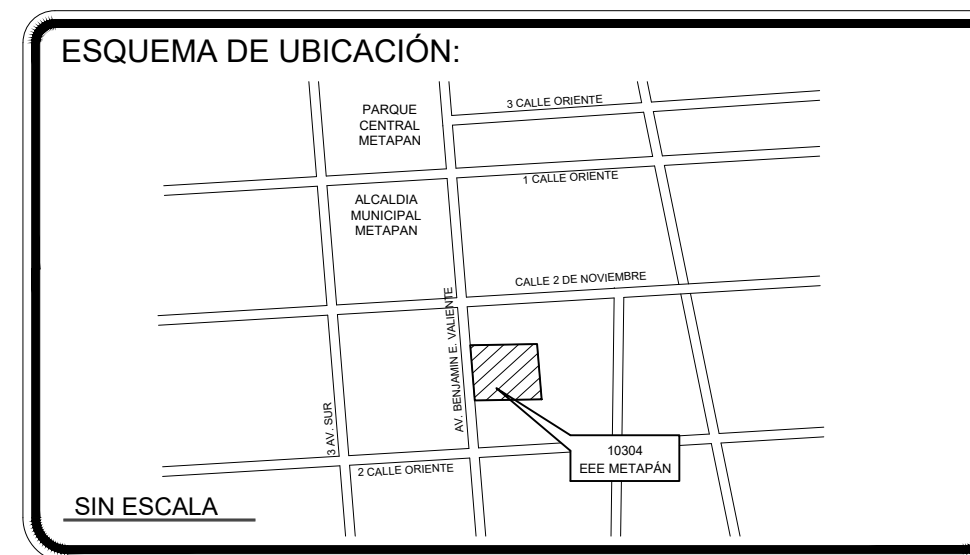 ESQUEMA DE UBICACIÓN:
PARQUE
CENTRAL
METAPAN
3 CALLE ORIENTE
1 CALLE ORIENTE
ALCALDIA
MUNICIPAL
METAPAN
CALLE 2 DE NOVIEMBRE
AV. BENJAMIN E. VALIENTE
3 AV. SUR
2 CALLE ORIENTE
10304
EEE METAPÁN
SIN ESCALA